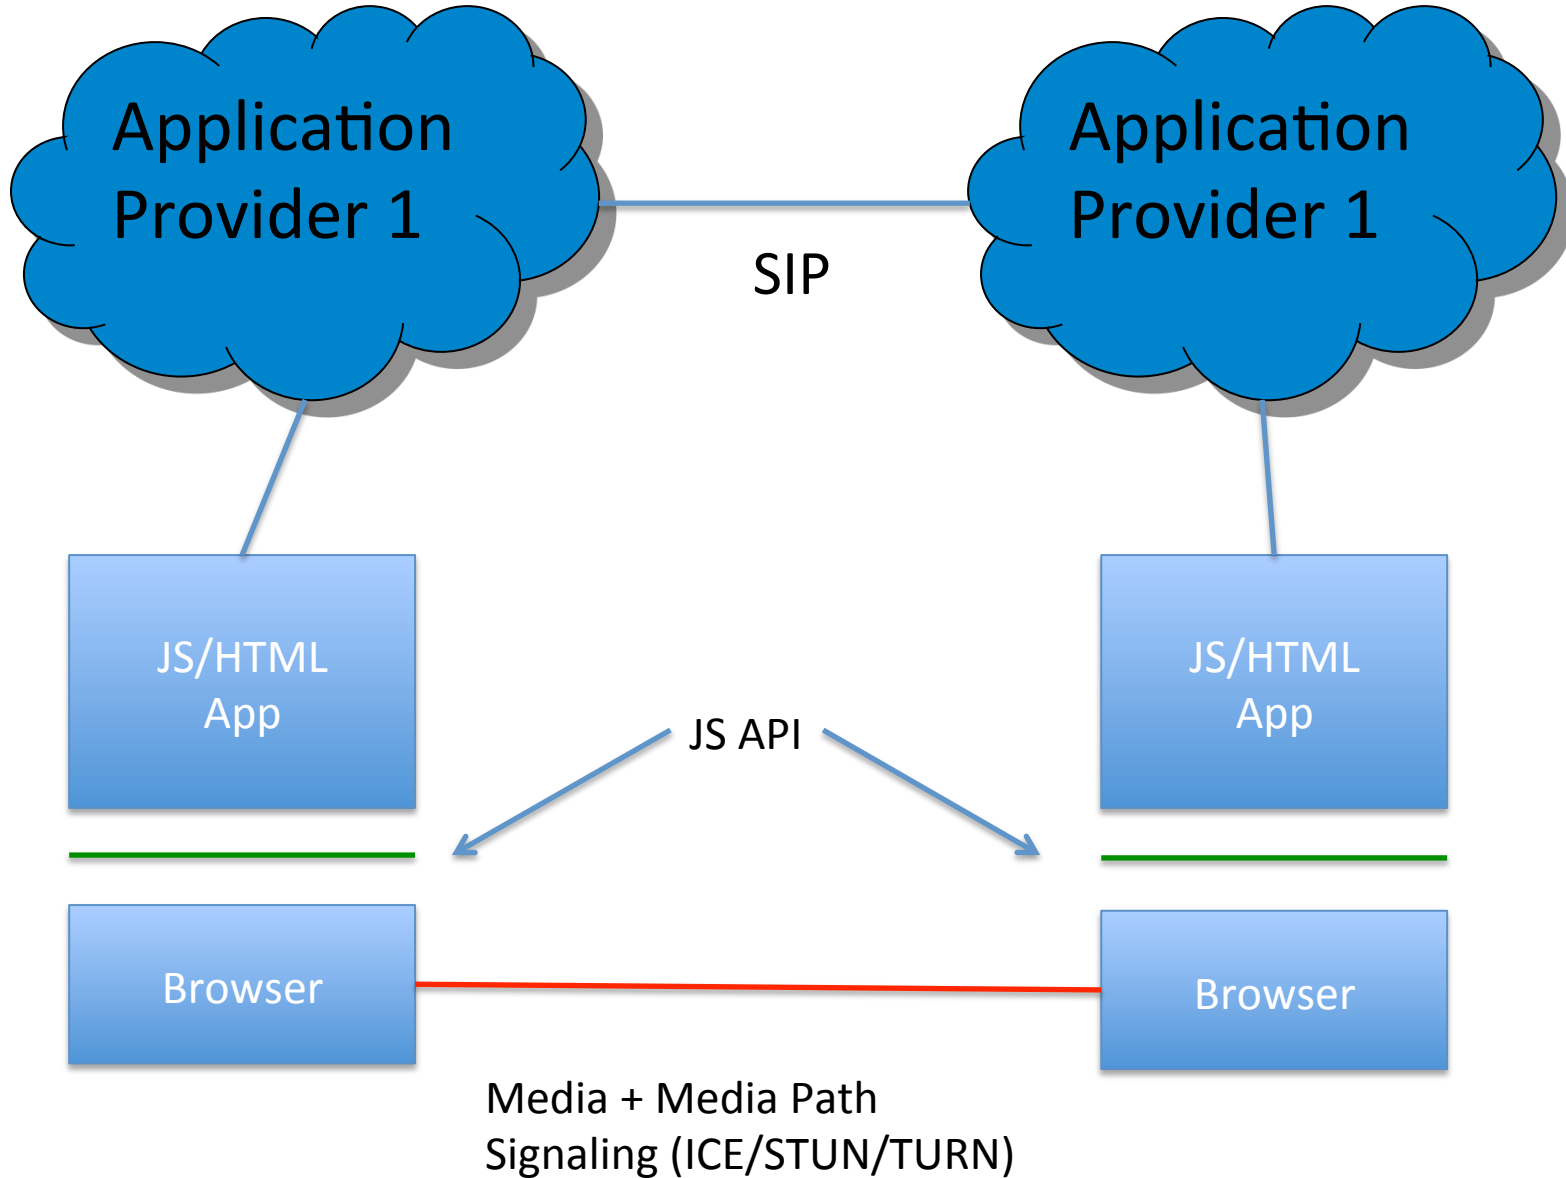 Application
Provider 1
Application
Provider 1
SIP
JS/HTML
App
JS/HTML
App
JS API
Browser
Browser
Media + Media Path
Signaling (ICE/STUN/TURN)